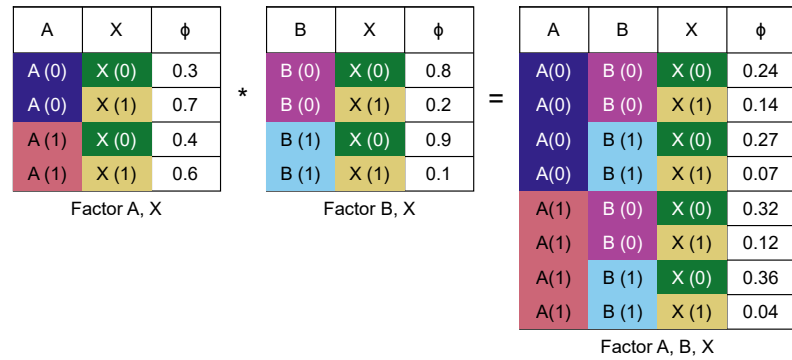 A X ϕ
A (0) X (0) 0.3
A (0) X (1) 0.7
A (1) X (0) 0.4
A (1) X (1) 0.6
Factor A, X
*
B X ϕ
B (0) X (0) 0.8
B (0) X (1) 0.2
B (1) X (0) 0.9
B (1) X (1) 0.1
Factor B, X
=
A B X ϕ
A(0) B (0) X (0) 0.24
A(0) B (0) X (1) 0.14
A(0) B (1) X (0) 0.27
A(0) B (1) X (1) 0.07
A(1) B (0) X (0) 0.32
A(1) B (0) X (1) 0.12
A(1) B (1) X (0) 0.36
A(1) B (1) X (1) 0.04
Factor A, B, X